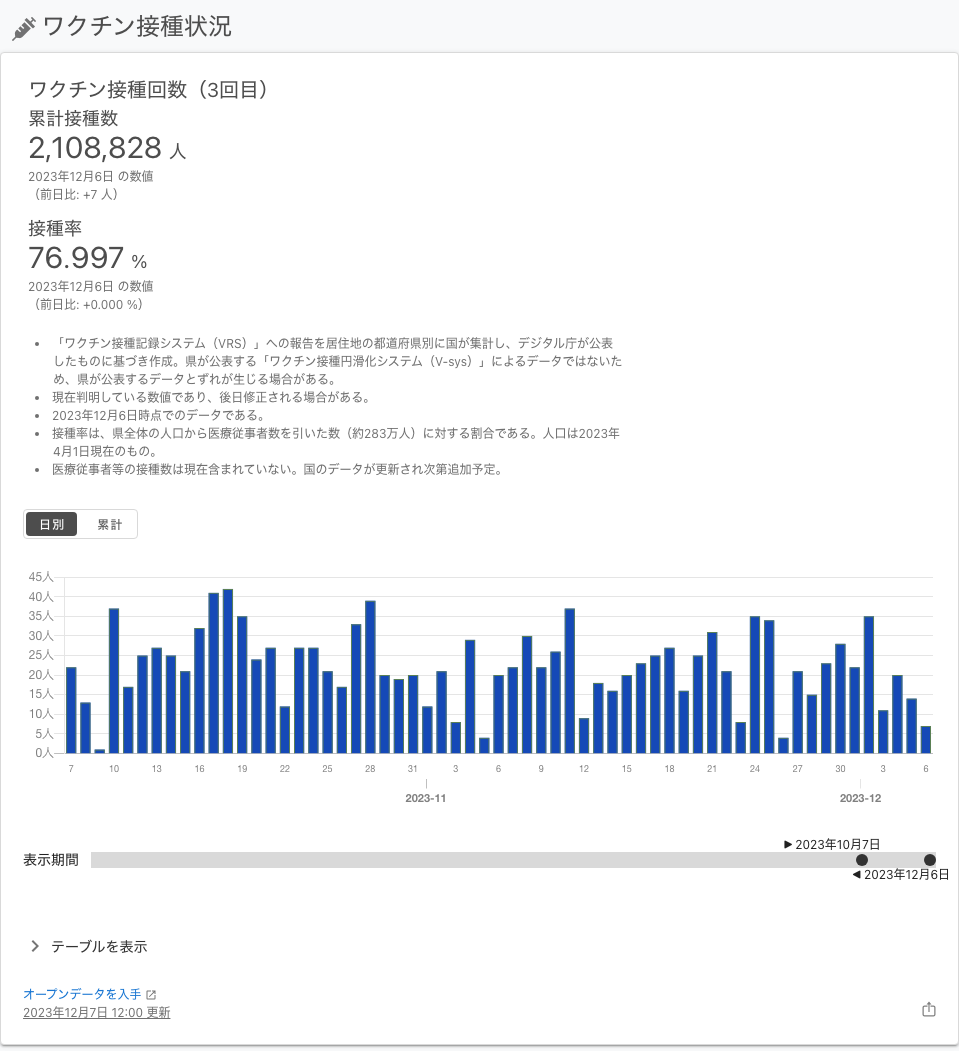 ワクチン接種状況
ワクチン接種回数（3回目）
累計接種数
2,108,828 人
2023年12月6日 の数値
（前日比: +7 人）
接種率
76.997 %
2023年12月6日 の数値
（前日比: +0.000 %）
• 「ワクチン接種記録システム（VRS）」への報告を居住地の都道府県別に国が集計し、デジタル庁が公表
したものに基づき作成。県が公表する「ワクチン接種円滑化システム（V-sys）」によるデータではないた
め、県が公表するデータとずれが生じる場合がある。
• 現在判明している数値であり、後日修正される場合がある。
• 2023年12月6日時点でのデータである。
• 接種率は、県全体の人口から医療従事者数を引いた数（約283万人）に対する割合である。人口は2023年
4月1日現在のもの。
• 医療従事者等の接種数は現在含まれていない。国のデータが更新され次第追加予定。
日別 累計
45人
40人
35人
30人
25人
20人
15人
10人
5人
0人
7 10 13 16 19 22 25 28 31 3 6 9 12 15 18 21 24 27 30 3 6
2023-11 2023-12
▶ 2023年10月7日
表示期間
◀ 2023年12月6日
テーブルを表示
オープンデータを入手
2023年12月7日 12:00 更新